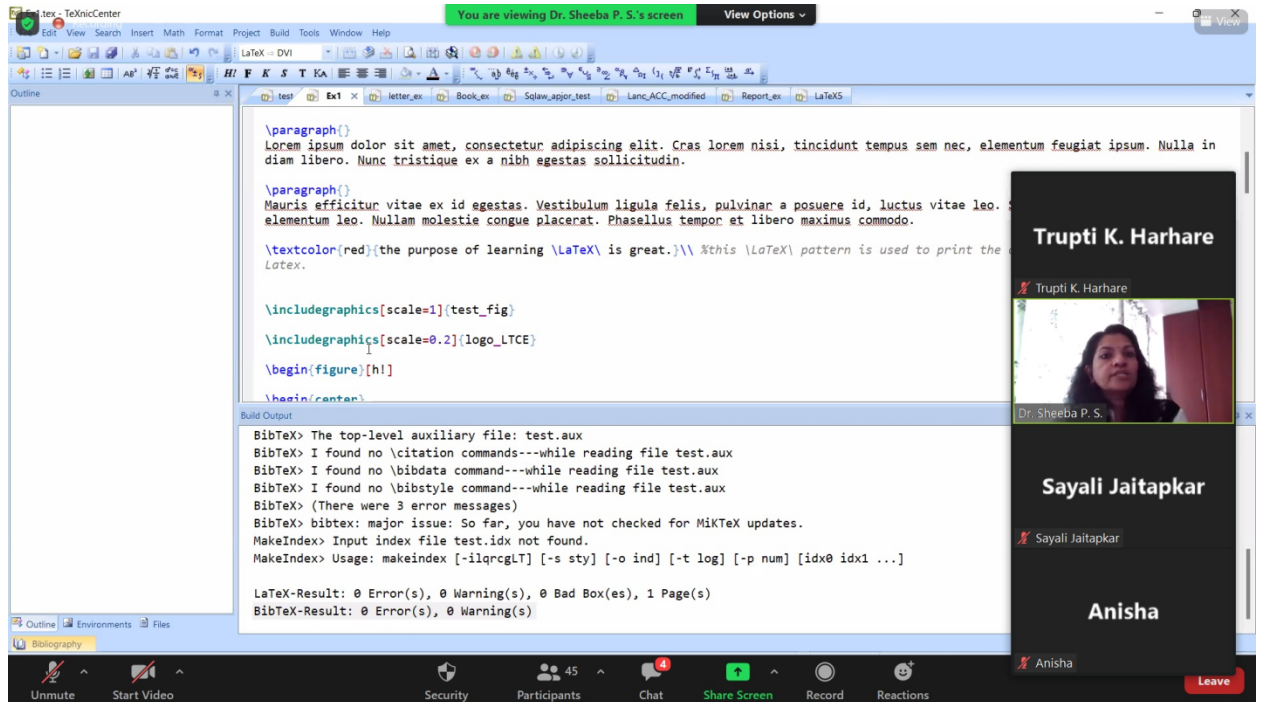 Ex1.tex - TeXnicCenter
You are viewing Dr. Sheeba P. S.'s screen
View Options
View
Recording
Edit View Search Insert Math Format Project Build Tools Window Help
LaTeX ⇒ DVI
Outline
test Ex1 letter_ex Book_ex Sqlaw_apjor_test Lanc_ACC_modified Report_ex LaTeX5
\paragraph{}
Lorem ipsum dolor sit amet, consectetur adipiscing elit. Cras lorem nisi, tincidunt tempus sem nec, elementum feugiat ipsum. Nulla in
diam libero. Nunc tristique ex a nibh egestas sollicitudin.
\paragraph{}
Mauris efficitur vitae ex id egestas. Vestibulum ligula felis, pulvinar a posuere id, luctus vitae leo.
elementum leo. Nullam molestie congue placerat. Phasellus tempor et libero maximus commodo.
\textcolor{red}{the purpose of learning \LaTeX\ is great.}\\ %this \LaTeX\ pattern is used to print the
Latex.
\includegraphics[scale=1]{test_fig}
\includegraphics[scale=0.2]{logo_LTCE}
\begin{figure}[h!]
\begin{center}
Build Output
BibTeX> The top-level auxiliary file: test.aux
BibTeX> I found no \citation commands---while reading file test.aux
BibTeX> I found no \bibdata command---while reading file test.aux
BibTeX> I found no \bibstyle command---while reading file test.aux
BibTeX> (There were 3 error messages)
BibTeX> bibtex: major issue: So far, you have not checked for MiKTeX updates.
MakeIndex> Input index file test.idx not found.
MakeIndex> Usage: makeindex [-ilqrcgLT] [-s sty] [-o ind] [-t log] [-p num] [idx0 idx1 ...]
LaTeX-Result: 0 Error(s), 0 Warning(s), 0 Bad Box(es), 1 Page(s)
BibTeX-Result: 0 Error(s), 0 Warning(s)
Outline Environments Files
Bibliography
Trupti K. Harhare
Trupti K. Harhare
Dr. Sheeba P. S.
Sayali Jaitapkar
Sayali Jaitapkar
Anisha
Anisha
45
4
Unmute Start Video Security Participants Chat Share Screen Record Reactions Leave